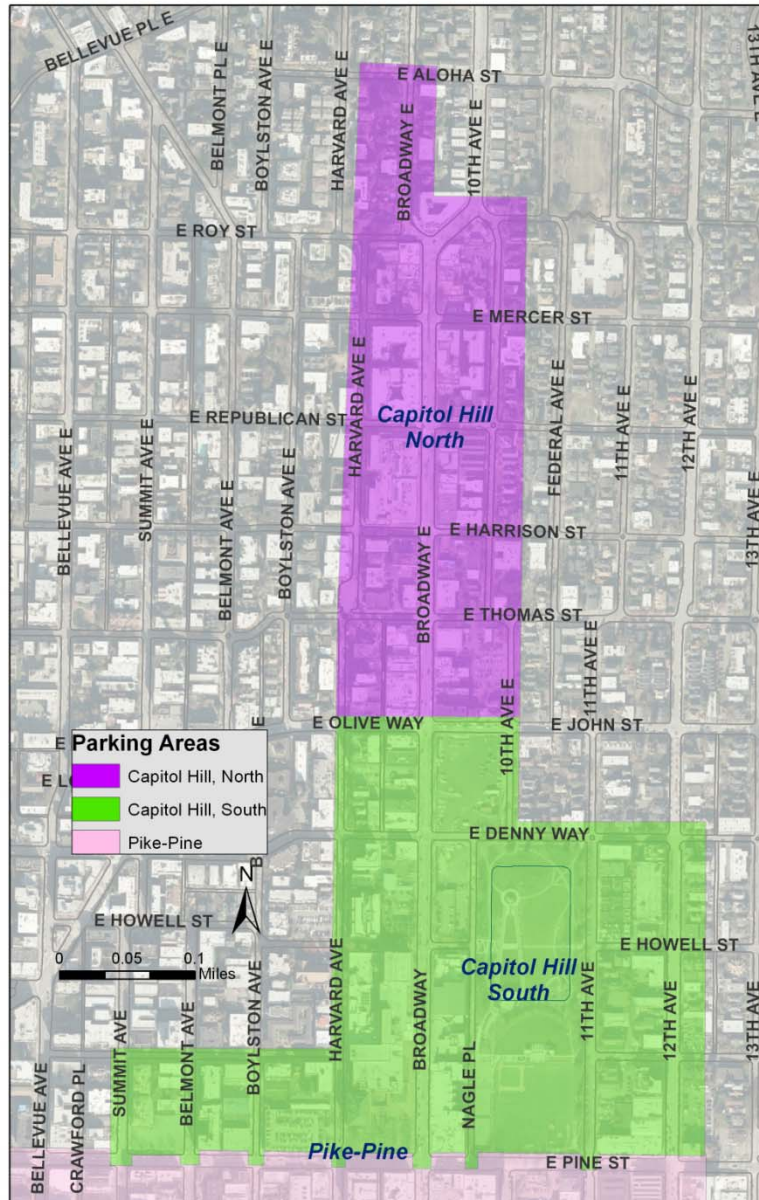 BELLEVUE PL E
BELMONT PL E
BOYLSTON AVE E
HARVARD AVE E
E ALOHA ST
BROADWAY E
10TH AVE E
13TH AVE E
E ROY ST
E MERCER ST
HARVARD AVE E
E REPUBLICAN ST
Capitol Hill
North
FEDERAL AVE E
11TH AVE E
12TH AVE E
BELLEVUE AVE E
SUMMIT AVE E
BELMONT AVE E
BOYLSTON AVE E
E HARRISON ST
13TH AVE E
BROADWAY E
E THOMAS ST
11TH AVE E
10TH AVE E
E OLIVE WAY
E JOHN ST
Parking Areas
Capitol Hill, North
Capitol Hill, South
Pike-Pine
E DENNY WAY
N
E HOWELL ST
E HOWELL ST
0 0.05 0.1
Miles
Capitol Hill
South
BELLEVUE AVE
CRAWFORD PL
SUMMIT AVE
BELMONT AVE
BOYLSTON AVE
HARVARD AVE
BROADWAY
NAGLE PL
11TH AVE
12TH AVE
13TH AVE
Pike-Pine
E PINE ST